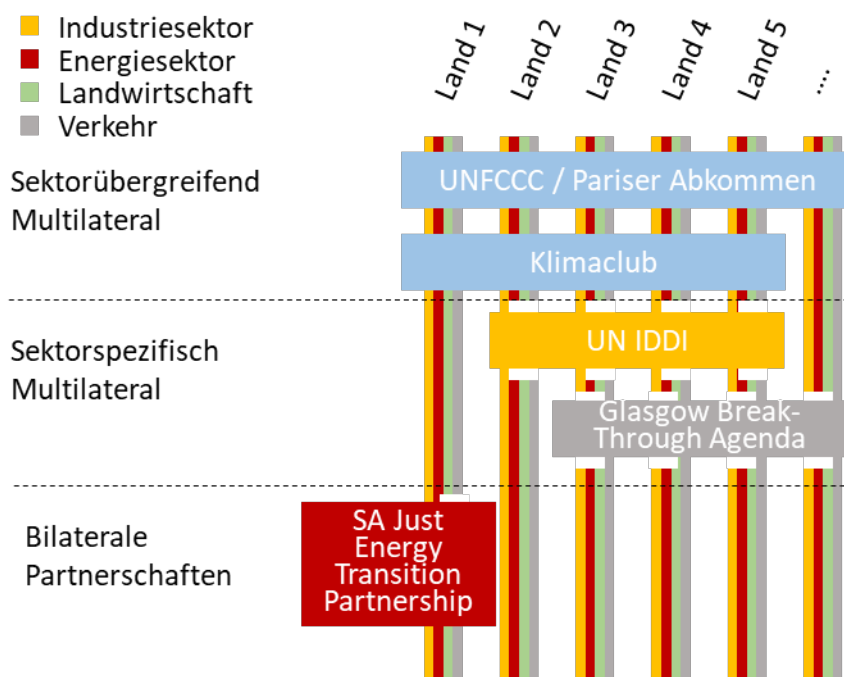 Industriesektor
Energiesektor
Landwirtschaft
Verkehr
Land 1
Land 2
Land 3
Land 4
Land 5
....
Sektorübergreifend
Multilateral
UNFCCC / Pariser Abkommen
Klimaclub
Sektorspezifisch
Multilateral
UN IDDI
Glasgow Break-
Through Agenda
Bilaterale
Partnerschaften
SA Just
Energy
Transition
Partnership